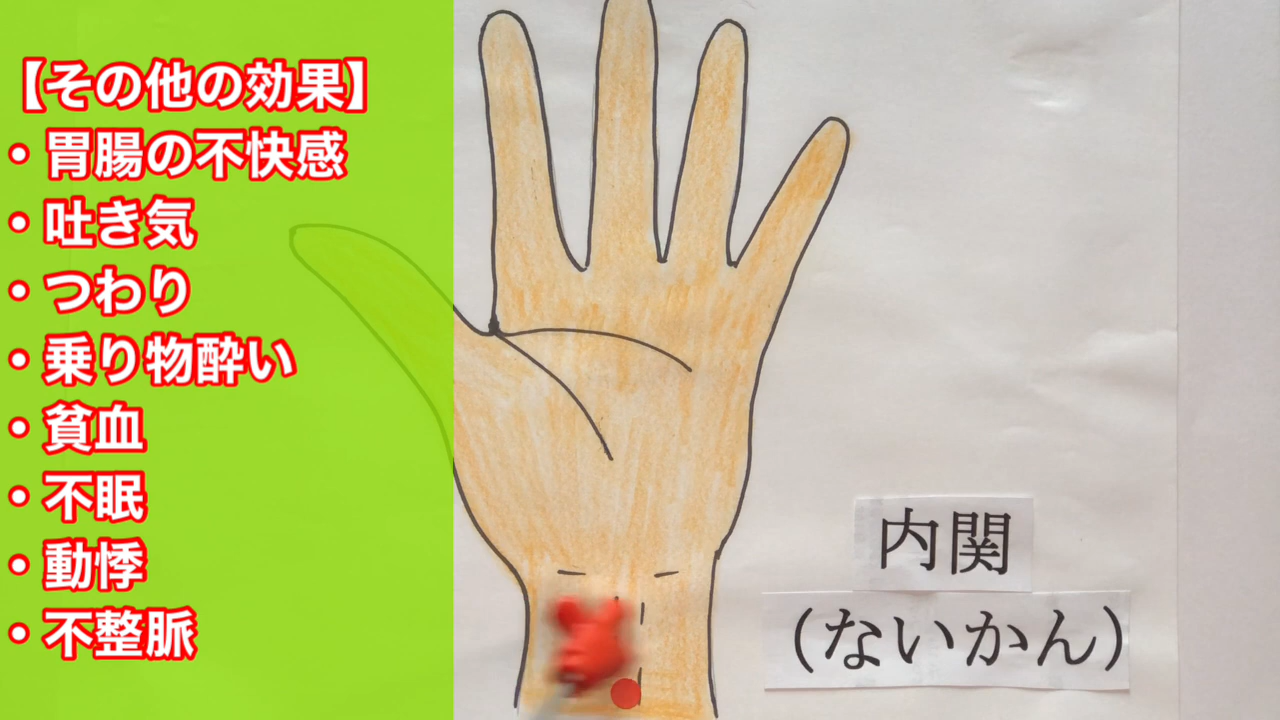 【その他の効果】
・胃腸の不快感
・吐き気
・つわり
・乗り物酔い
・貧血
・不眠
・動悸
・不整脈
内関
（ないかん）